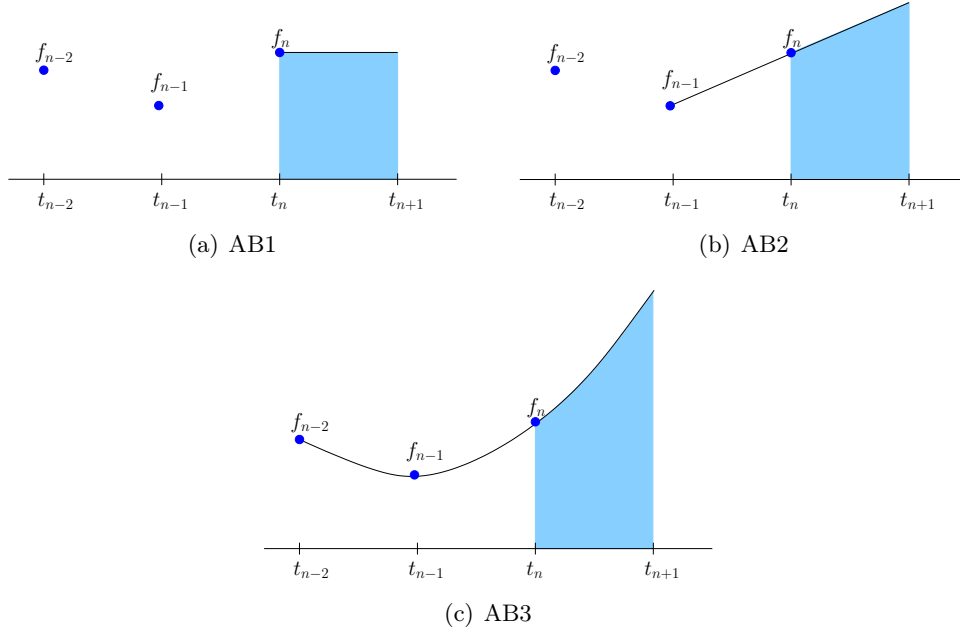 f_{n−2} f_{n−1} f_n
t_{n−2} t_{n−1} t_n t_{n+1}
(a) AB1
f_{n−2} f_{n−1} f_n
t_{n−2} t_{n−1} t_n t_{n+1}
(b) AB2
f_{n−2} f_{n−1} f_n
t_{n−2} t_{n−1} t_n t_{n+1}
(c) AB3